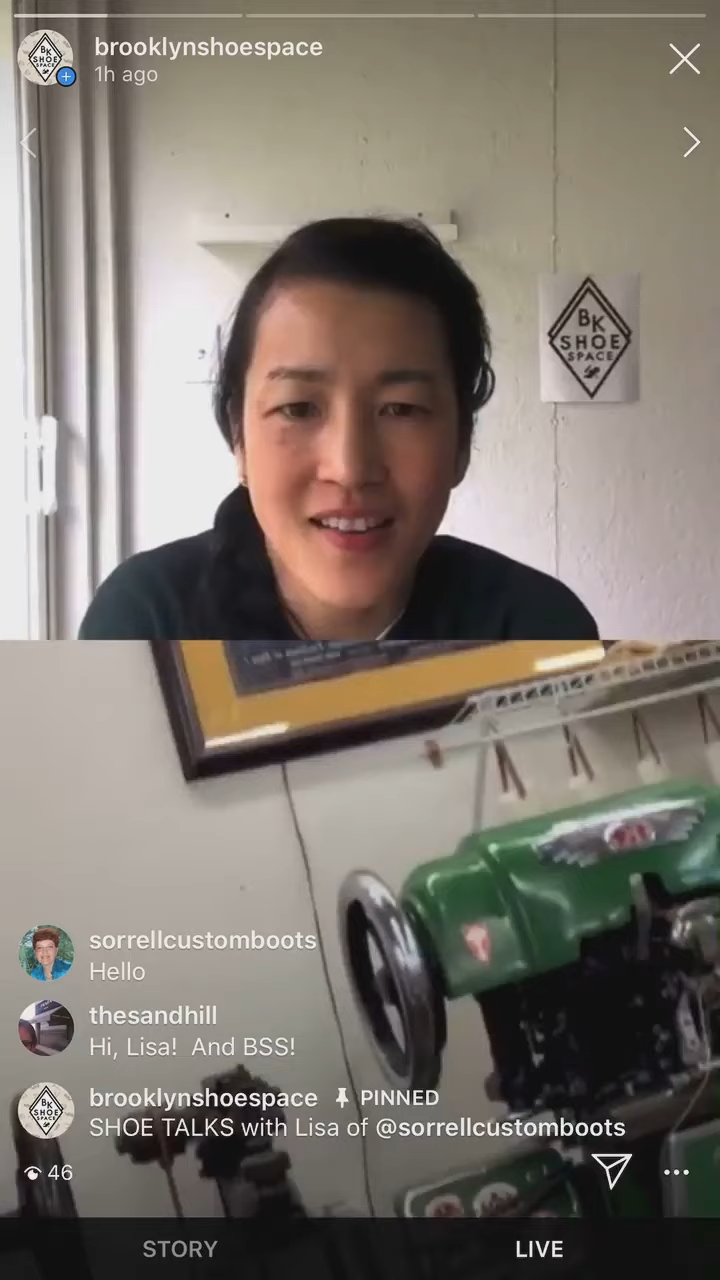 brooklynshoespace
1h ago
BK
SHOE
SPACE
sorrellcustomboots
Hello
thesandhill
Hi, Lisa!  And BSS!
brooklynshoespace PINNED
SHOE TALKS with Lisa of @sorrellcustomboots
46
STORY
LIVE